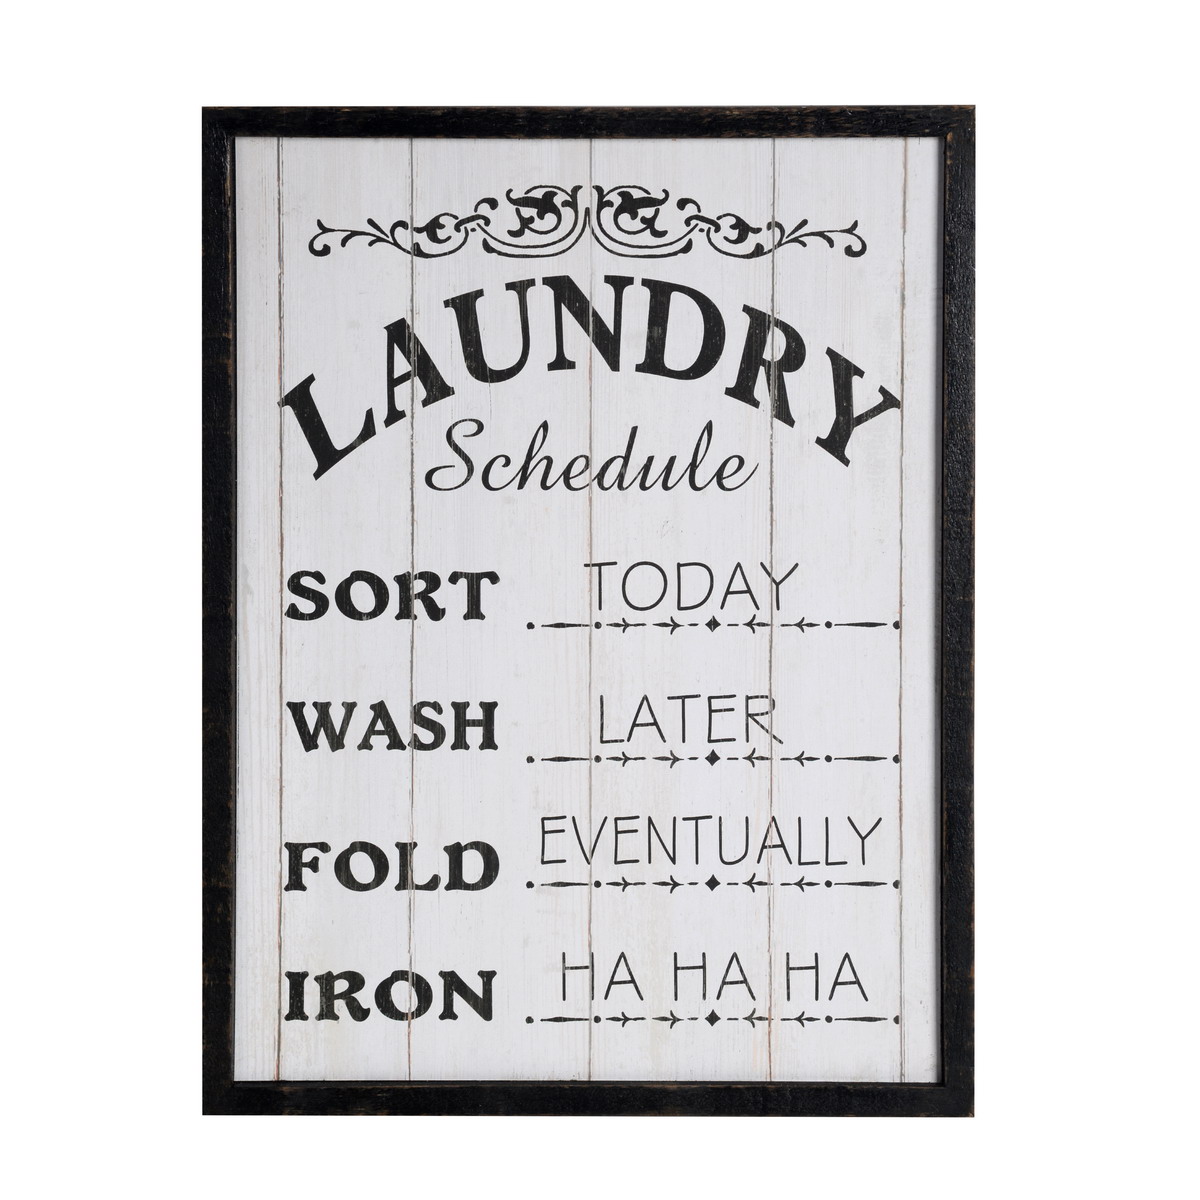 LAUNDRY
Schedule
SORT TODAY
WASH LATER
FOLD EVENTUALLY
IRON HA HA HA